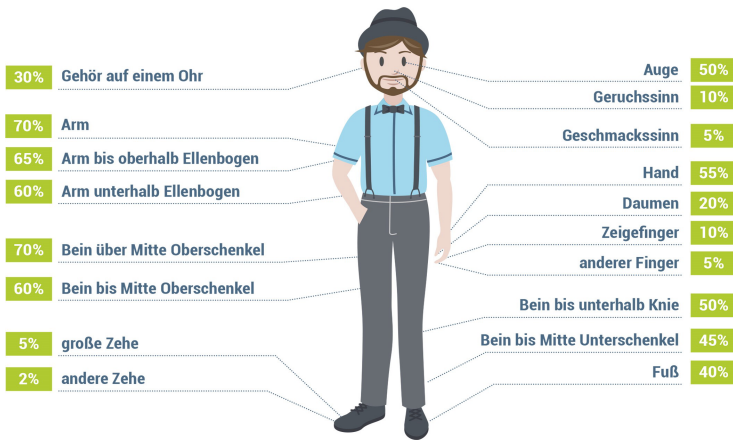 30% Gehör auf einem Ohr
70% Arm
65% Arm bis oberhalb Ellenbogen
60% Arm unterhalb Ellenbogen
70% Bein über Mitte Oberschenkel
60% Bein bis Mitte Oberschenkel
5% große Zehe
2% andere Zehe
Auge 50%
Geruchssinn 10%
Geschmackssinn 5%
Hand 55%
Daumen 20%
Zeigefinger 10%
anderer Finger 5%
Bein bis unterhalb Knie 50%
Bein bis Mitte Unterschenkel 45%
Fuß 40%